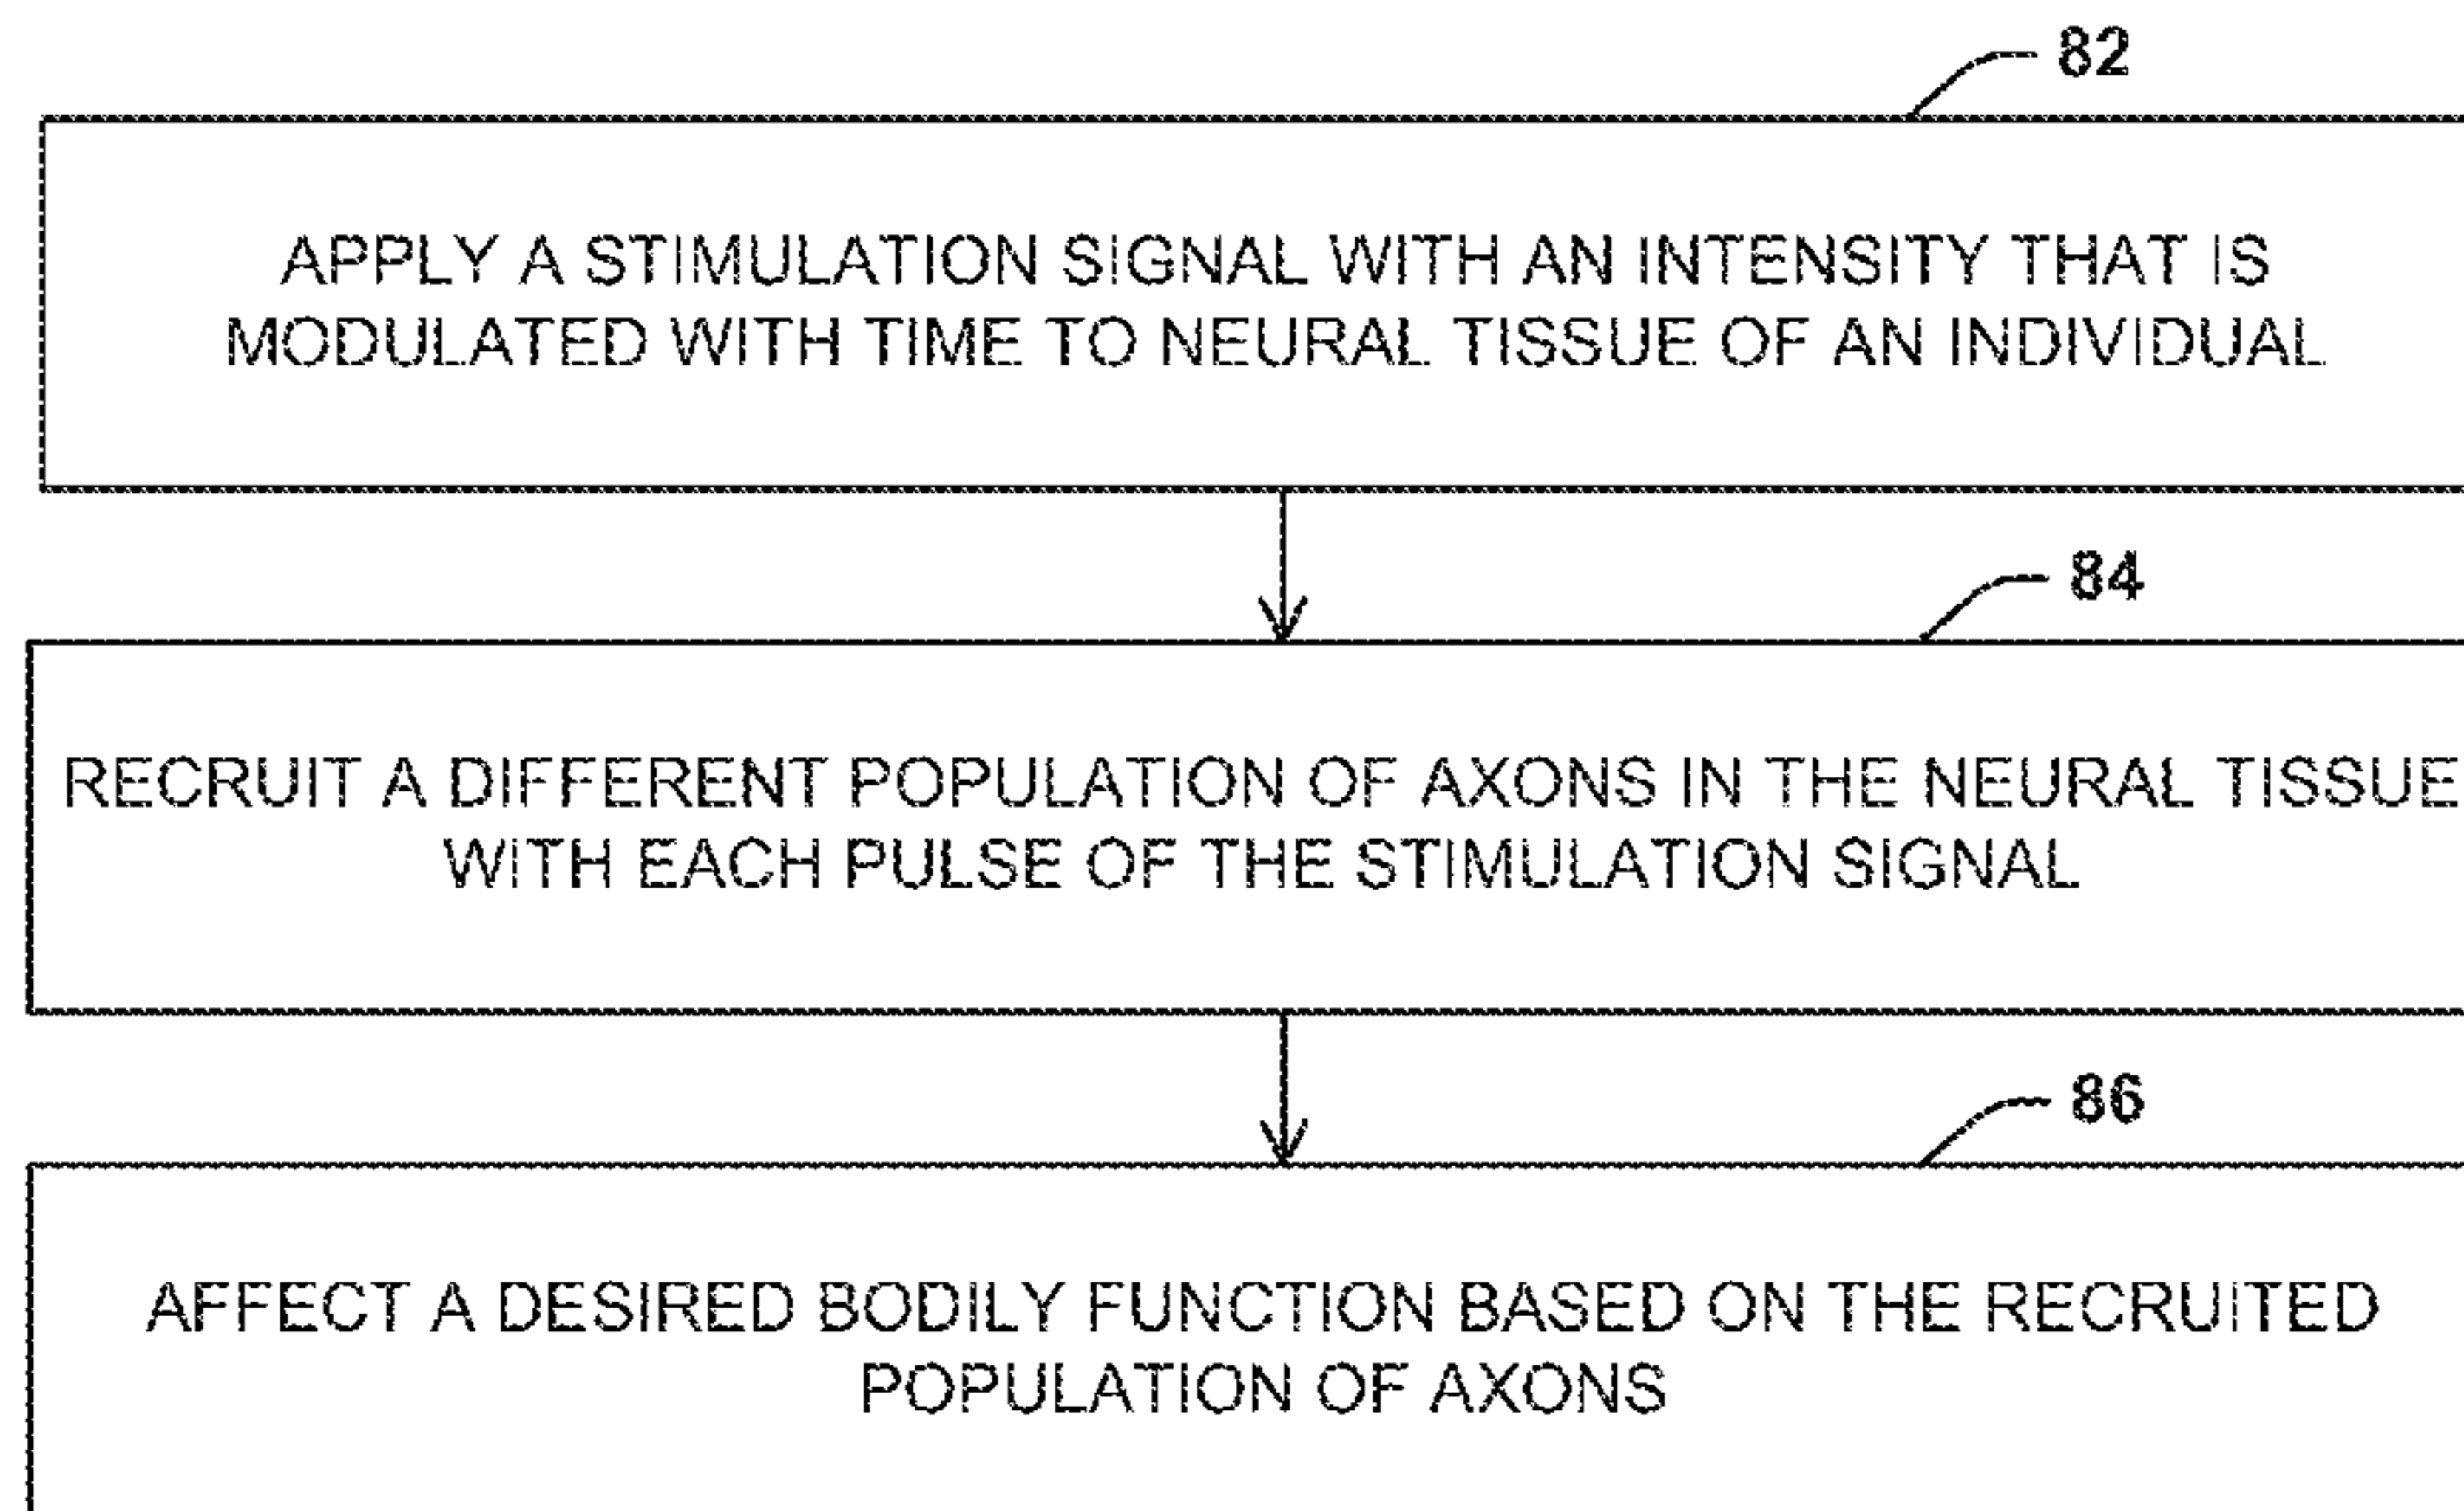 82
APPLY A STIMULATION SIGNAL WITH AN INTENSITY THAT IS
MODULATED WITH TIME TO NEURAL TISSUE OF AN INDIVIDUAL
84
RECRUIT A DIFFERENT POPULATION OF AXONS IN THE NEURAL TISSUE
WITH EACH PULSE OF THE STIMULATION SIGNAL
86
AFFECT A DESIRED BODILY FUNCTION BASED ON THE RECRUITED
POPULATION OF AXONS